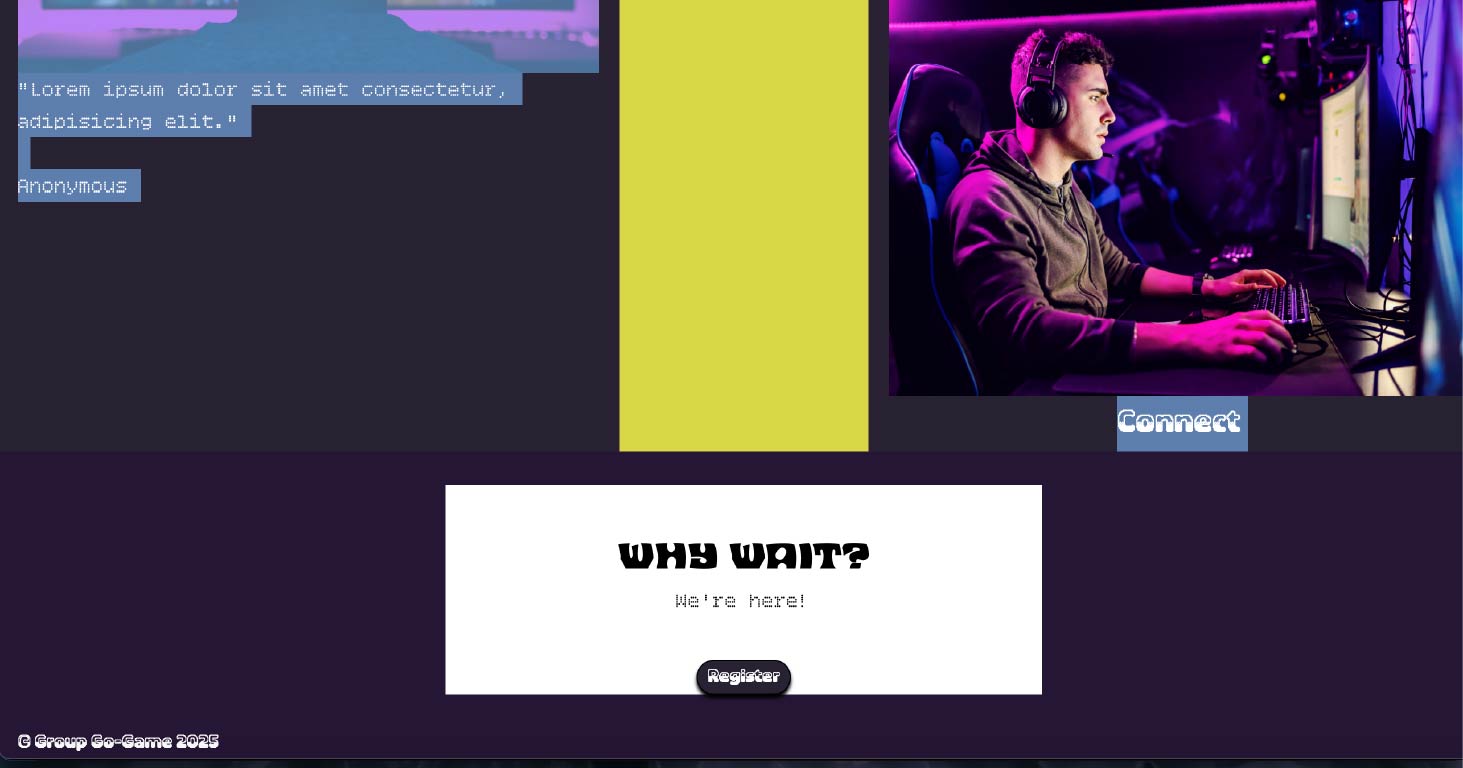 "Lorem ipsum dolor sit amet consectetur,
adipisicing elit."
Anonymous
Connect
WHY WAIT?
We're here!
Register
© Group Go-Game 2025